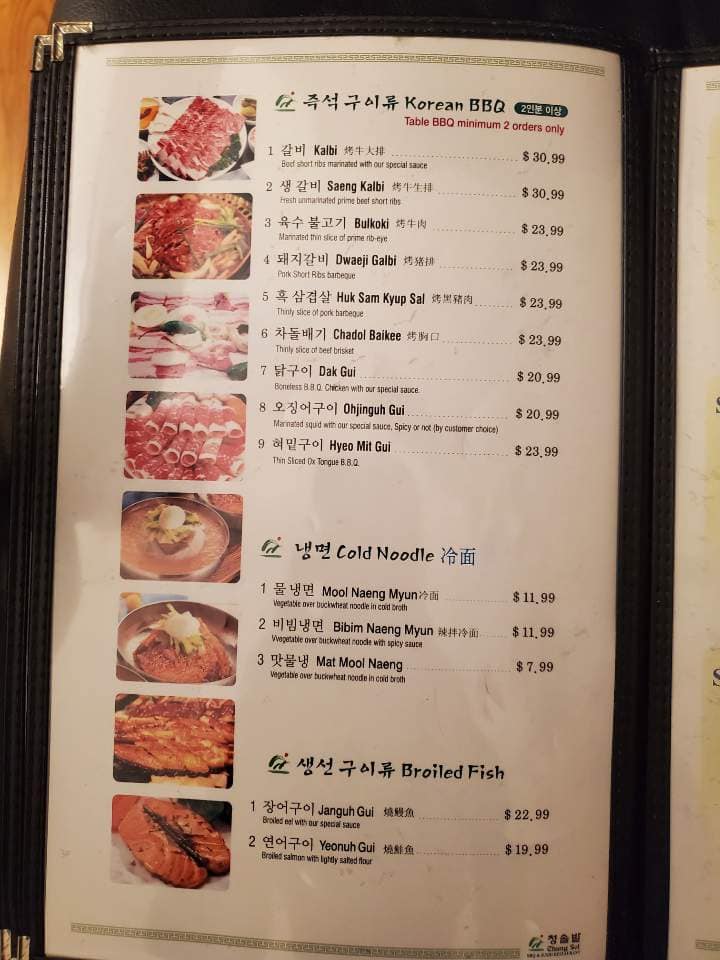 즉석 구이류 Korean BBQ 2인분 이상
Table BBQ minimum 2 orders only
1 갈비 Kalbi 烤牛大排 $ 30.99
Beef short ribs marinated with our special sauce
2 생 갈비 Saeng Kalbi 烤牛生排 $ 30.99
Fresh unmarinated prime beef short ribs
3 육수 불고기 Bulkoki 烤牛肉 $ 23.99
Marinated thin slice of prime rib-eye
4 돼지갈비 Dwaeji Galbi 烤猪排 $ 23.99
Pork Short Ribs barbeque
5 흑 삼겹살 Huk Sam Kyup Sal 烤黑豬肉 $ 23.99
Thinly slice of pork barbeque
6 차돌배기 Chadol Baikee 烤胸口 $ 23.99
Thinly slice of beef brisket
7 닭구이 Dak Gui $ 20.99
Boneless B.B.Q. Chicken with our special sauce.
8 오징어구이 Ohjinguh Gui $ 20.99
Marinated squid with our special sauce, Spicy or not (by customer choice)
9 혀밑구이 Hyeo Mit Gui $ 23.99
Thin Sliced Ox Tongue B.B.Q.
냉면 Cold Noodle 冷面
1 물 냉면 Mool Naeng Myun 冷面 $ 11.99
Vegetable over buckwheat noodle in cold broth
2 비빔냉면 Bibim Naeng Myun 辣拌冷面 $ 11.99
Vvegetable over buckwheat noodle with spicy sauce
3 맛물냉 Mat Mool Naeng $ 7.99
Vegetable over buckwheat noodle in cold broth
생선 구이류 Broiled Fish
1 장어구이 Janguh Gui 燒鰻魚 $ 22.99
Broiled eel with our special sauce
2 연어구이 Yeonuh Gui 燒鮭魚 $ 19.99
Broiled salmon with lightly salted flour
청솔밭
Chung Sol
BBQ & SUSHI RESTAURANT